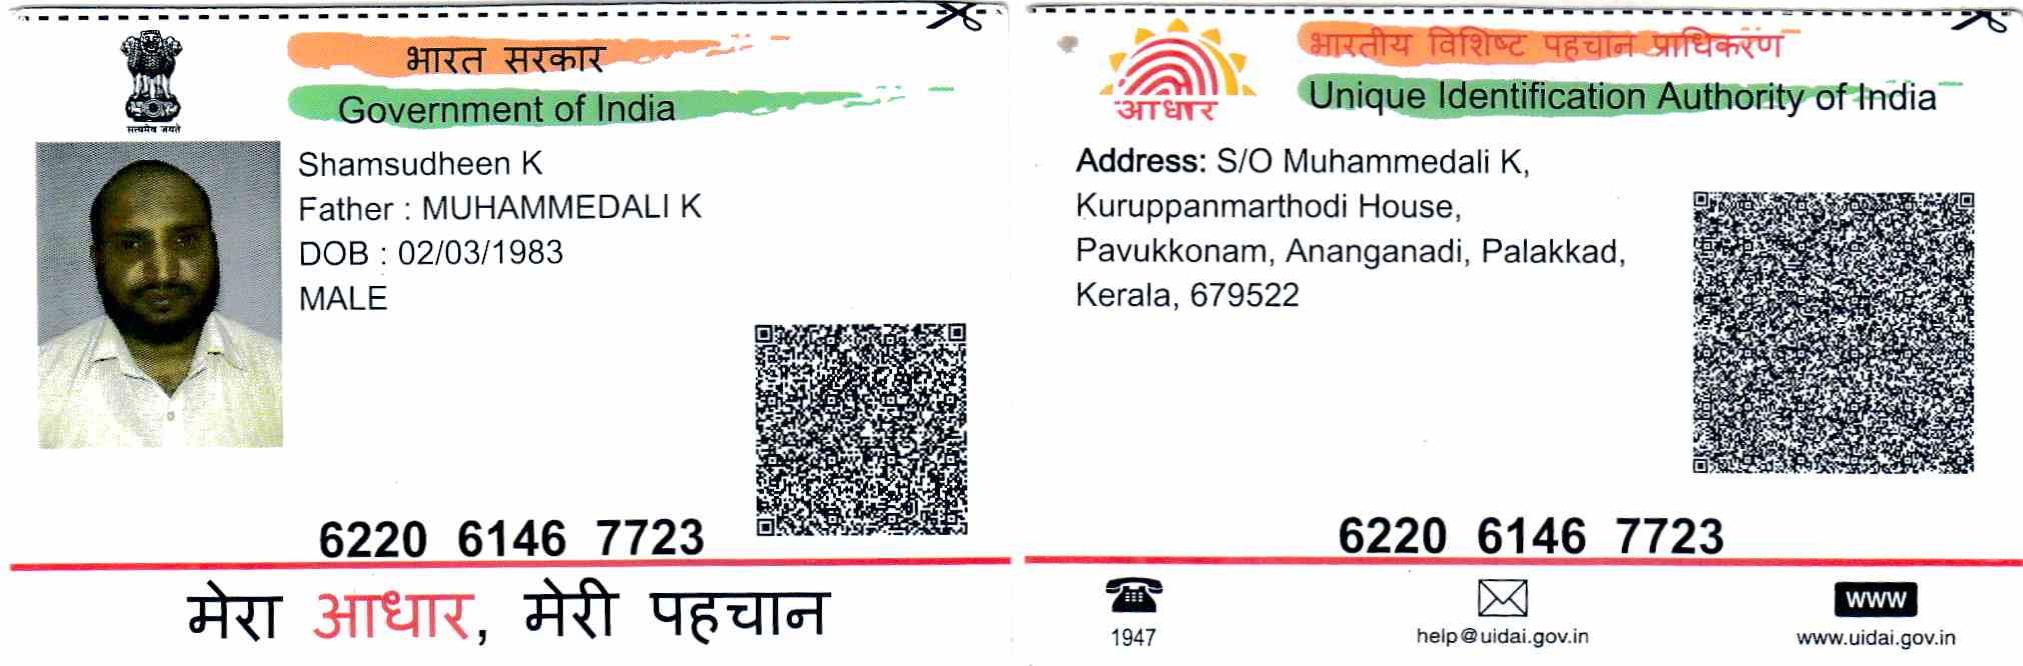 भारत सरकार
Government of India
सत्यमेव जयते
Shamsudheen K
Father : MUHAMMEDALI K
DOB : 02/03/1983
MALE
6220 6146 7723
मेरा आधार, मेरी पहचान
भारतीय विशिष्ट पहचान प्राधिकरण
Unique Identification Authority of India
आधार
Address: S/O Muhammedali K,
Kuruppanmarthodi House,
Pavukkonam, Ananganadi, Palakkad,
Kerala, 679522
6220 6146 7723
1947
help@uidai.gov.in
www
www.uidai.gov.in